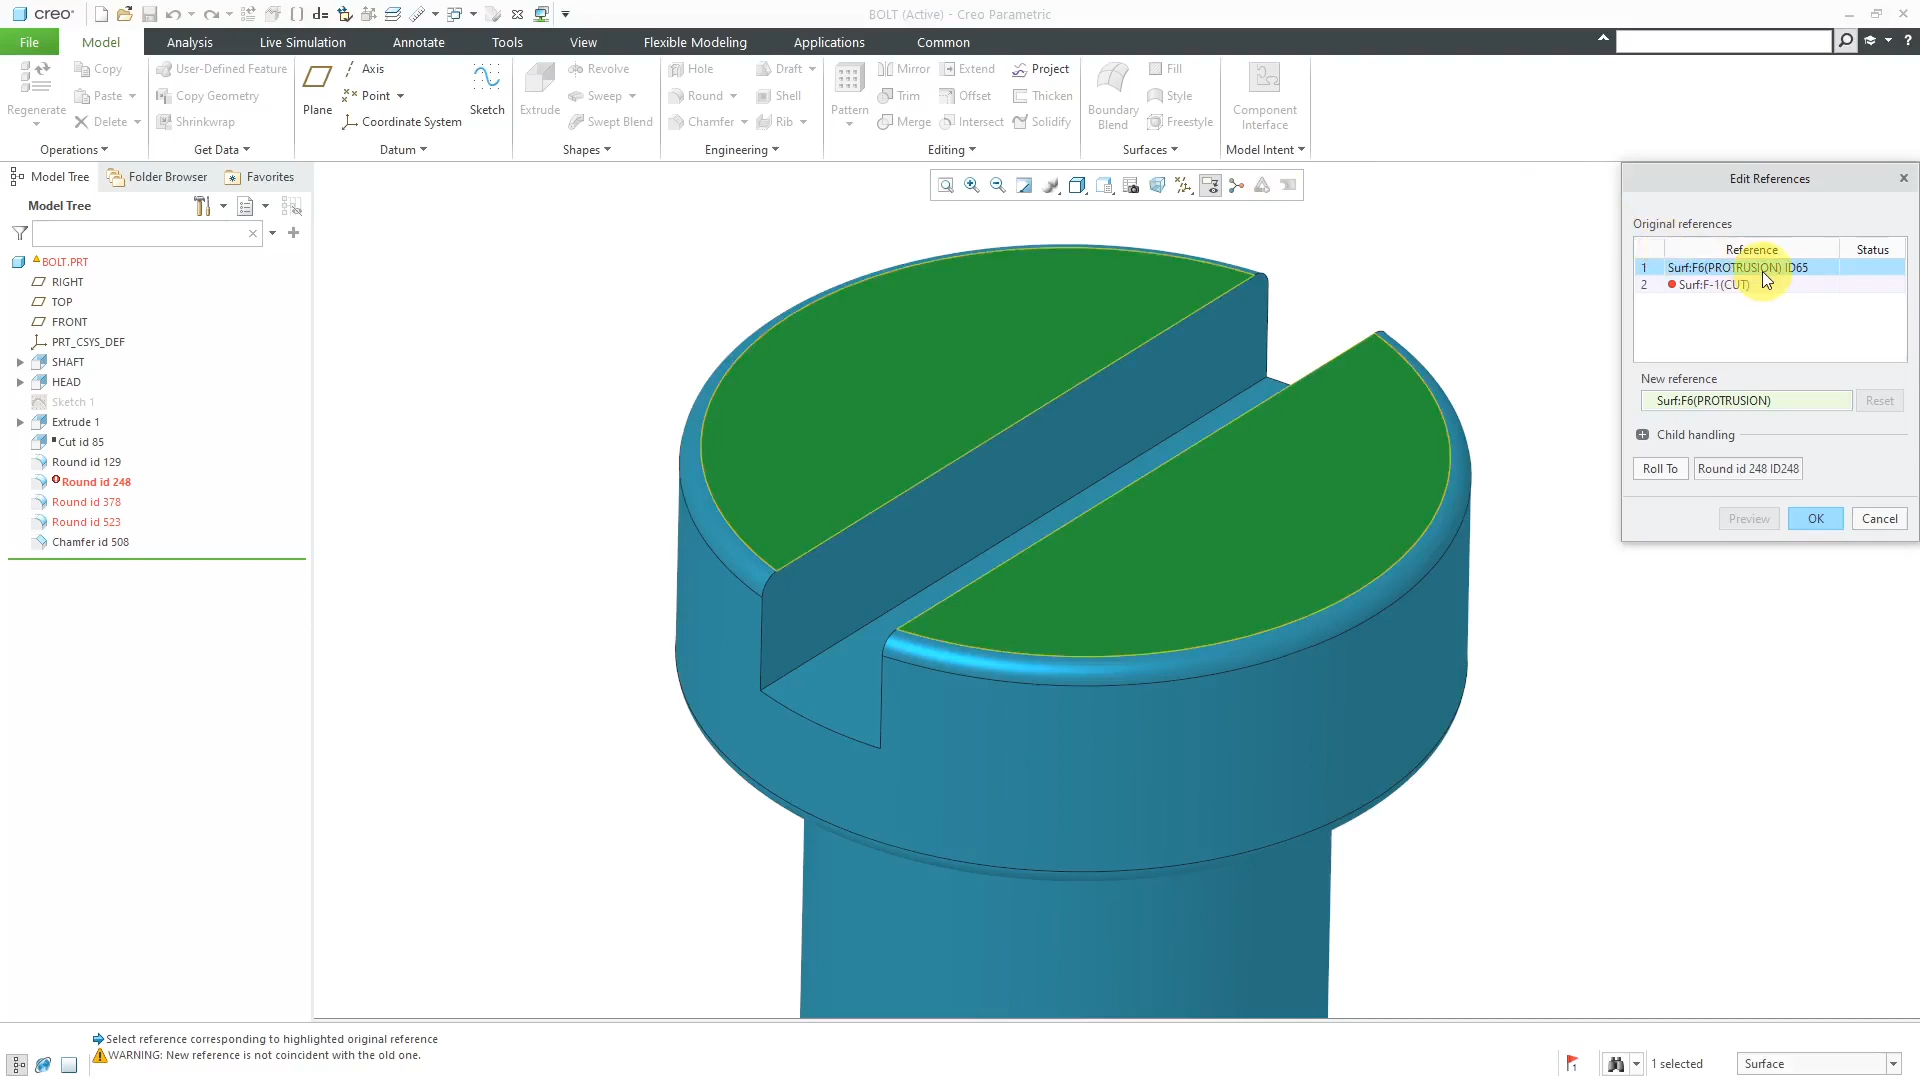 creo®
BOLT (Active) - Creo Parametric
File
Model
Analysis
Live Simulation
Annotate
Tools
View
Flexible Modeling
Applications
Common
Regenerate
Copy
Paste
Delete
Operations
User-Defined Feature
Copy Geometry
Shrinkwrap
Get Data
Plane
Axis
Point
Coordinate System
Sketch
Datum
Extrude
Revolve
Sweep
Swept Blend
Shapes
Hole
Round
Chamfer
Draft
Shell
Rib
Engineering
Pattern
Mirror
Trim
Merge
Extend
Offset
Intersect
Project
Thicken
Solidify
Editing
Boundary
Blend
Fill
Style
Freestyle
Surfaces
Component
Interface
Model Intent
Model Tree
Folder Browser
Favorites
Model Tree
BOLT.PRT
RIGHT
TOP
FRONT
PRT_CSYS_DEF
SHAFT
HEAD
Sketch 1
Extrude 1
Cut id 85
Round id 129
Round id 248
Round id 378
Round id 523
Chamfer id 508
Edit References
Original references
Reference
Status
1 Surf:F6(PROTRUSION) ID65
2 Surf:F-1(CUT)
New reference
Surf:F6(PROTRUSION)
Reset
Child handling
Roll To
Round id 248 ID248
Preview
OK
Cancel
Select reference corresponding to highlighted original reference
WARNING: New reference is not coincident with the old one.
1
1 selected
Surface